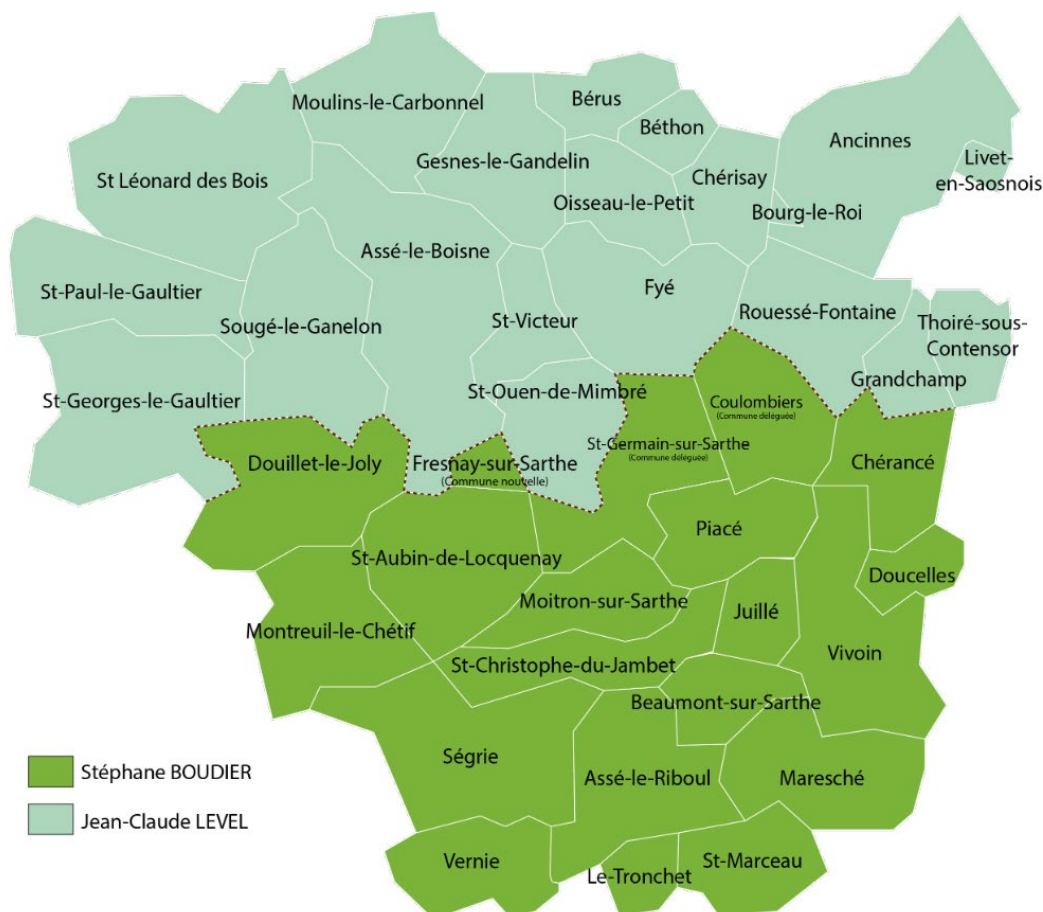 Moulins-le-Carbonnel
Bérus
Béthon
Ancinnes
St Léonard des Bois
Gesnes-le-Gandelin
Chérisay
Livet-
en-Saosnois
Oisseau-le-Petit
Bourg-le-Roi
Assé-le-Boisne
St-Paul-le-Gaultier
Fyé
Sougé-le-Ganelon
St-Victeur
Rouessé-Fontaine
Thoiré-sous-
Contensor
St-Georges-le-Gaultier
St-Ouen-de-Mimbré
Grandchamp
Coulombiers
(Commune déléguée)
St-Germain-sur-Sarthe
(Commune déléguée)
Douillet-le-Joly
Fresnay-sur-Sarthe
(Commune nouvelle)
Chérancé
Piacé
St-Aubin-de-Locquenay
Doucelles
Moitron-sur-Sarthe
Juillé
Montreuil-le-Chétif
Vivoin
St-Christophe-du-Jambet
Beaumont-sur-Sarthe
Ségrie
Assé-le-Riboul
Maresché
Stéphane BOUDIER
Jean-Claude LEVEL
Vernie
Le-Tronchet
St-Marceau